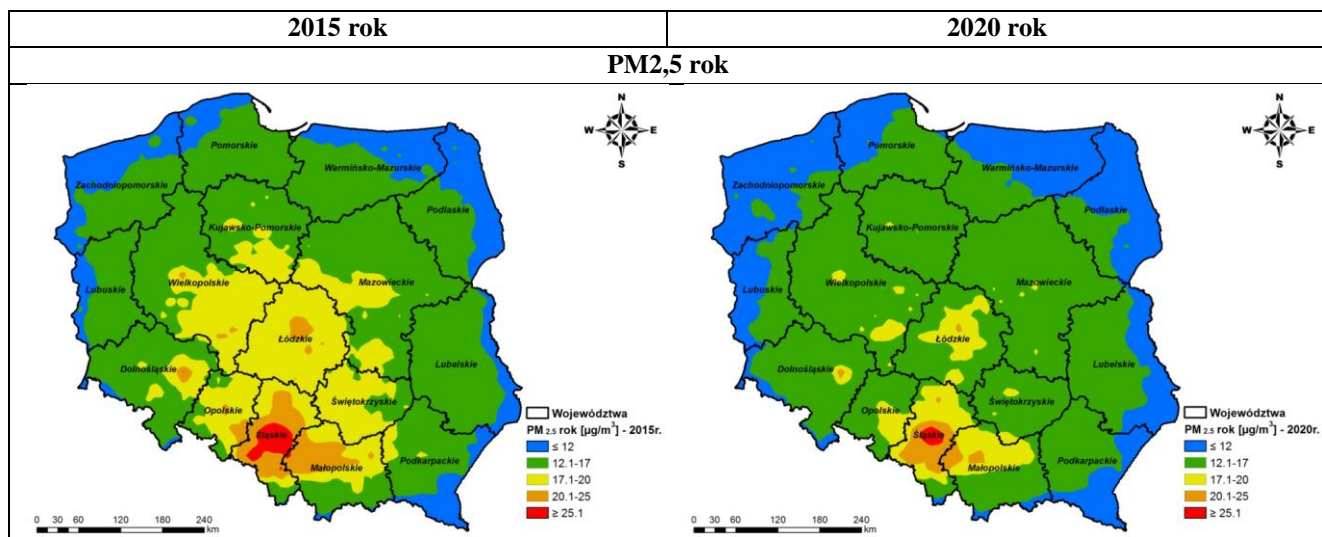 2015 rok
2020 rok
PM2,5 rok
N
W E
S
Pomorskie
Warmińsko-Mazurskie
Zachodniopomorskie
Podlaskie
Kujawsko-Pomorskie
Wielkopolskie
Mazowieckie
Lubuskie
Łódzkie
Dolnośląskie
Lubelskie
Opolskie
Świętokrzyskie
Śląskie
Małopolskie
Podkarpackie
Województwa
PM 2.5 rok [µg/m³] - 2015r.
≤ 12
12.1-17
17.1-20
20.1-25
≥ 25.1
0 30 60 120 180 240
km
N
W E
S
Pomorskie
Warmińsko-Mazurskie
Zachodniopomorskie
Podlaskie
Kujawsko-Pomorskie
Wielkopolskie
Mazowieckie
Lubuskie
Łódzkie
Dolnośląskie
Lubelskie
Opolskie
Świętokrzyskie
Śląskie
Małopolskie
Podkarpackie
Województwa
PM 2.5 rok [µg/m³] - 2020r.
≤ 12
12.1-17
17.1-20
20.1-25
≥ 25.1
0 30 60 120 180 240
km